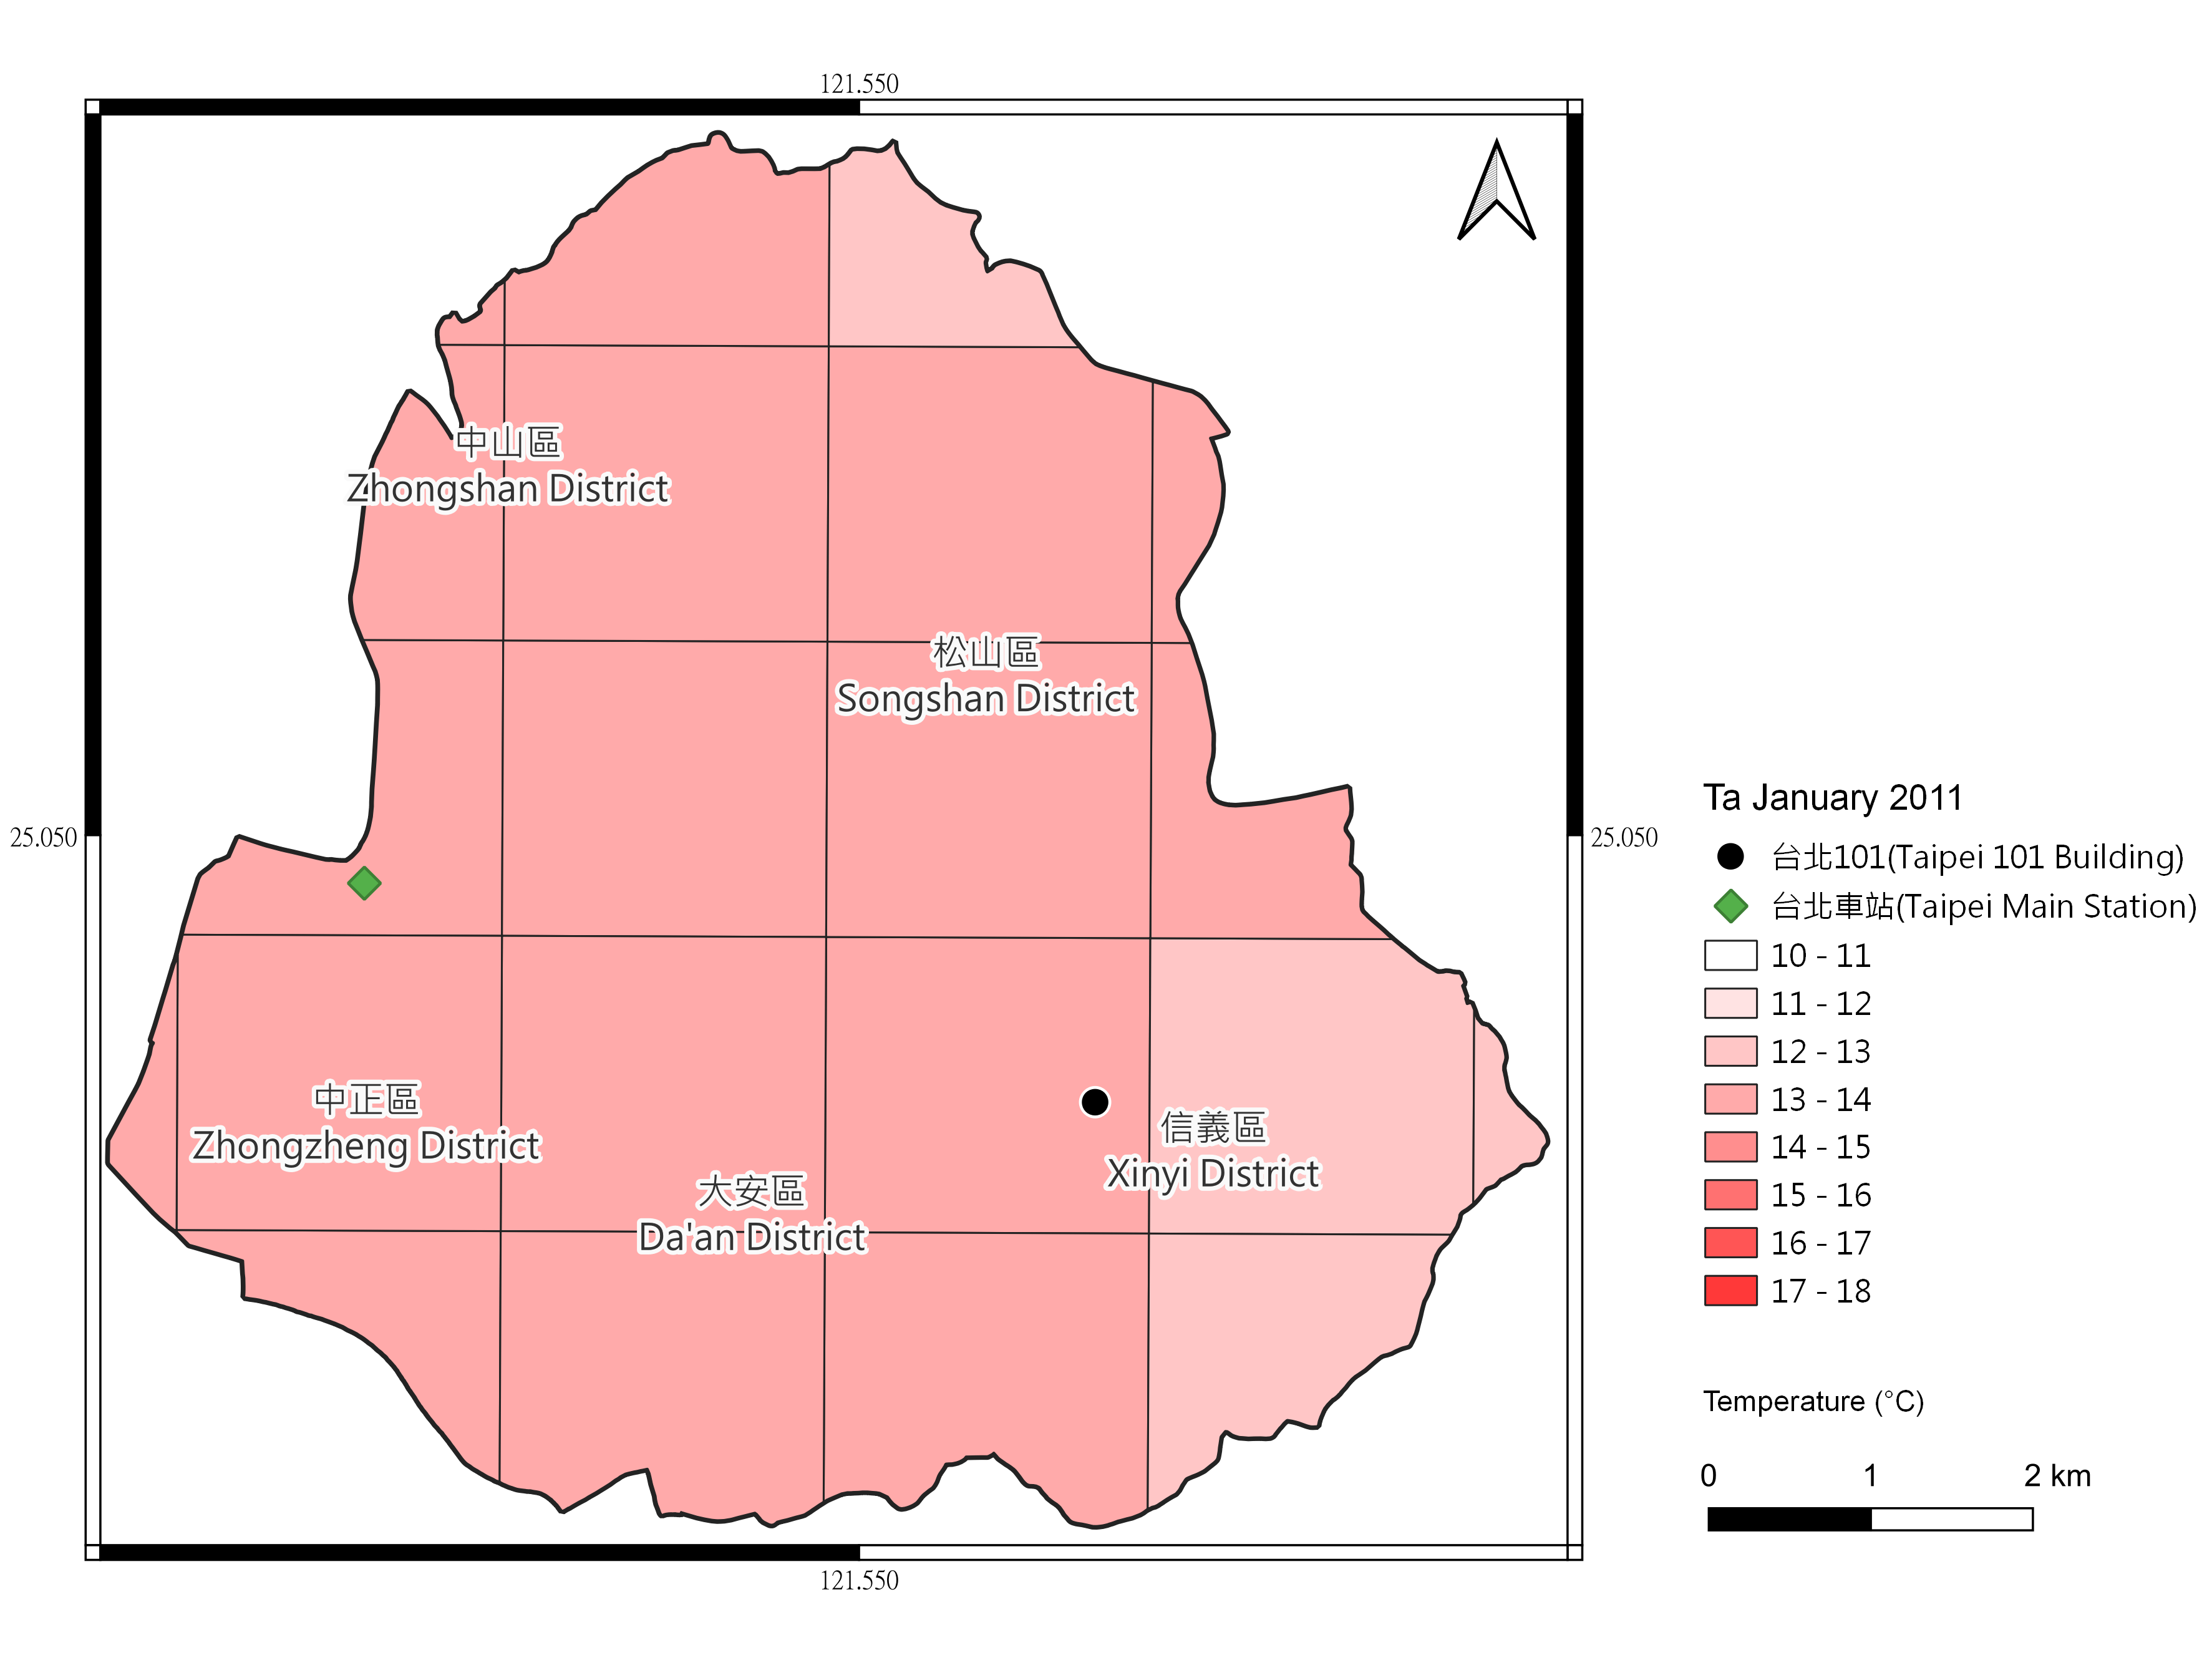 121.550
中山區
Zhongshan District
松山區
Songshan District
25.050
25.050
中正區
Zhongzheng District
大安區
Da'an District
信義區
Xinyi District
121.550
Ta January 2011
台北101(Taipei 101 Building)
台北車站(Taipei Main Station)
10 - 11
11 - 12
12 - 13
13 - 14
14 - 15
15 - 16
16 - 17
17 - 18
Temperature (°C)
0 1 2 km